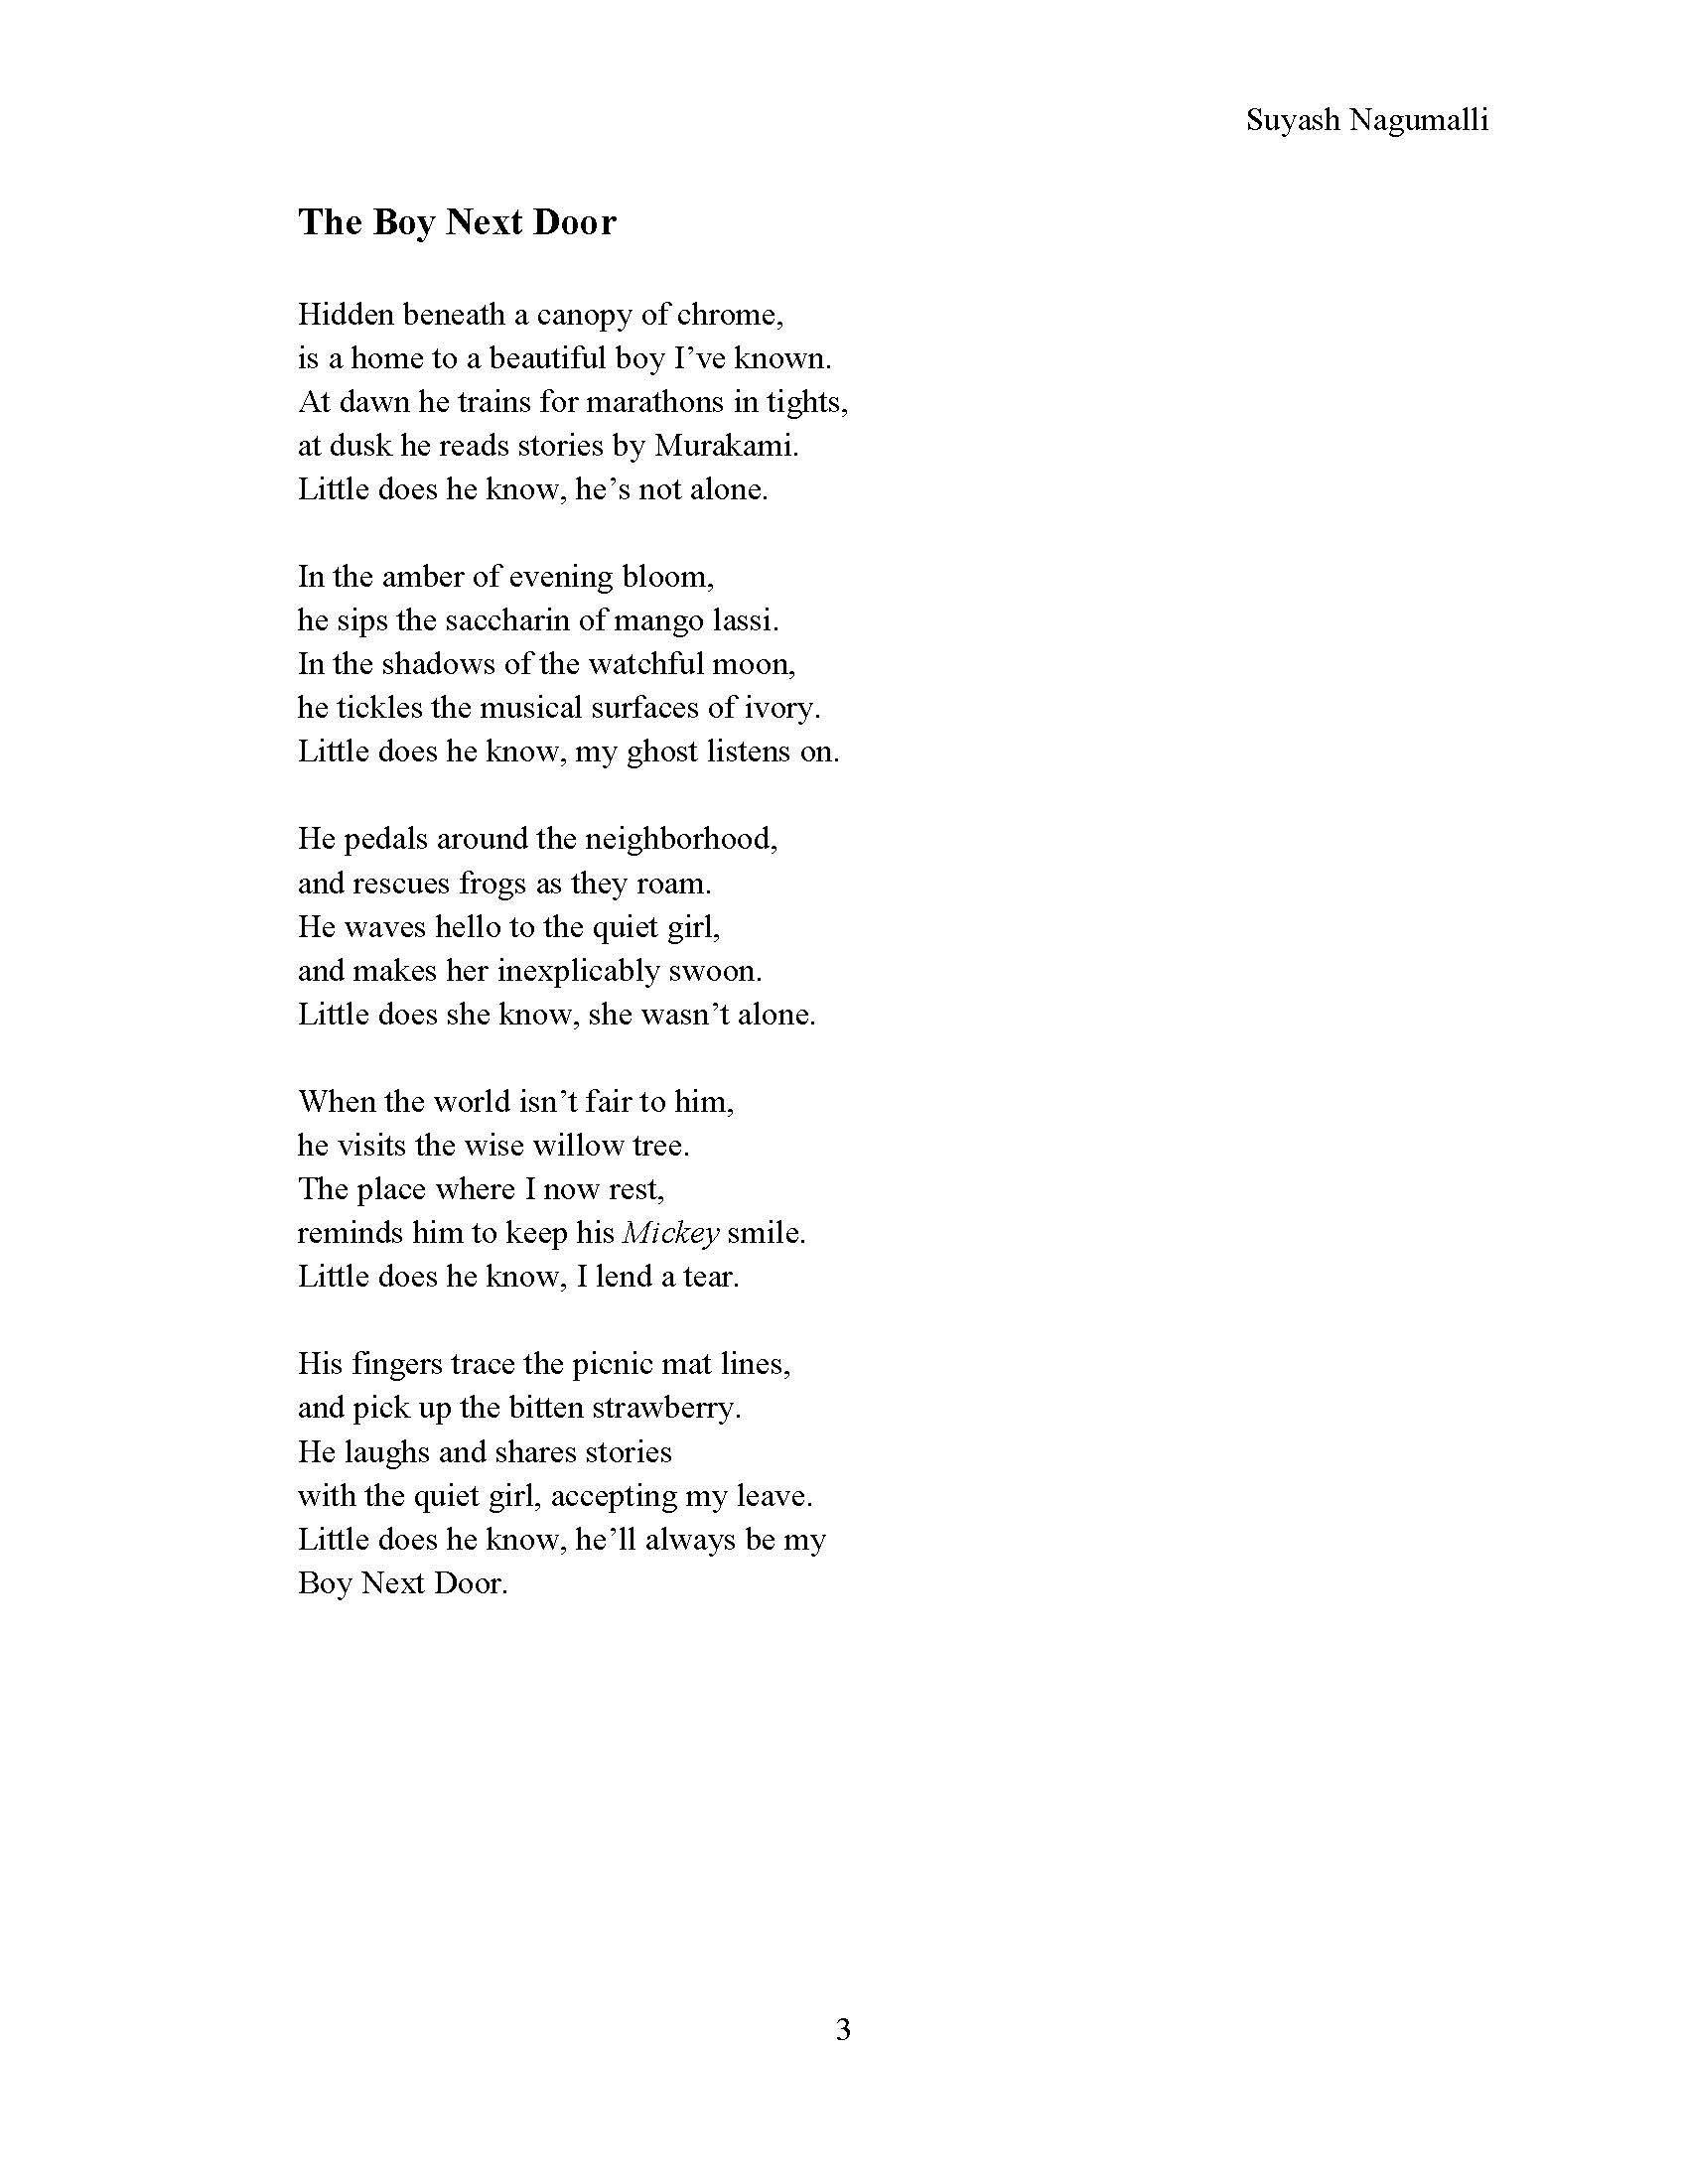 Suyash Nagumalli
The Boy Next Door
Hidden beneath a canopy of chrome,
is a home to a beautiful boy I’ve known.
At dawn he trains for marathons in tights,
at dusk he reads stories by Murakami.
Little does he know, he’s not alone.
In the amber of evening bloom,
he sips the saccharin of mango lassi.
In the shadows of the watchful moon,
he tickles the musical surfaces of ivory.
Little does he know, my ghost listens on.
He pedals around the neighborhood,
and rescues frogs as they roam.
He waves hello to the quiet girl,
and makes her inexplicably swoon.
Little does she know, she wasn’t alone.
When the world isn’t fair to him,
he visits the wise willow tree.
The place where I now rest,
reminds him to keep his Mickey smile.
Little does he know, I lend a tear.
His fingers trace the picnic mat lines,
and pick up the bitten strawberry.
He laughs and shares stories
with the quiet girl, accepting my leave.
Little does he know, he’ll always be my
Boy Next Door.
3